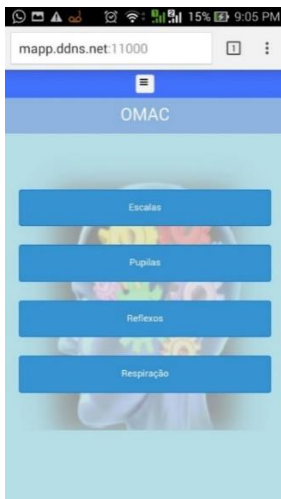 15% 9:05 PM
mapp.ddns.net:11000
1
OMAC
Escalas
Pupilas
Reflexos
Respiração